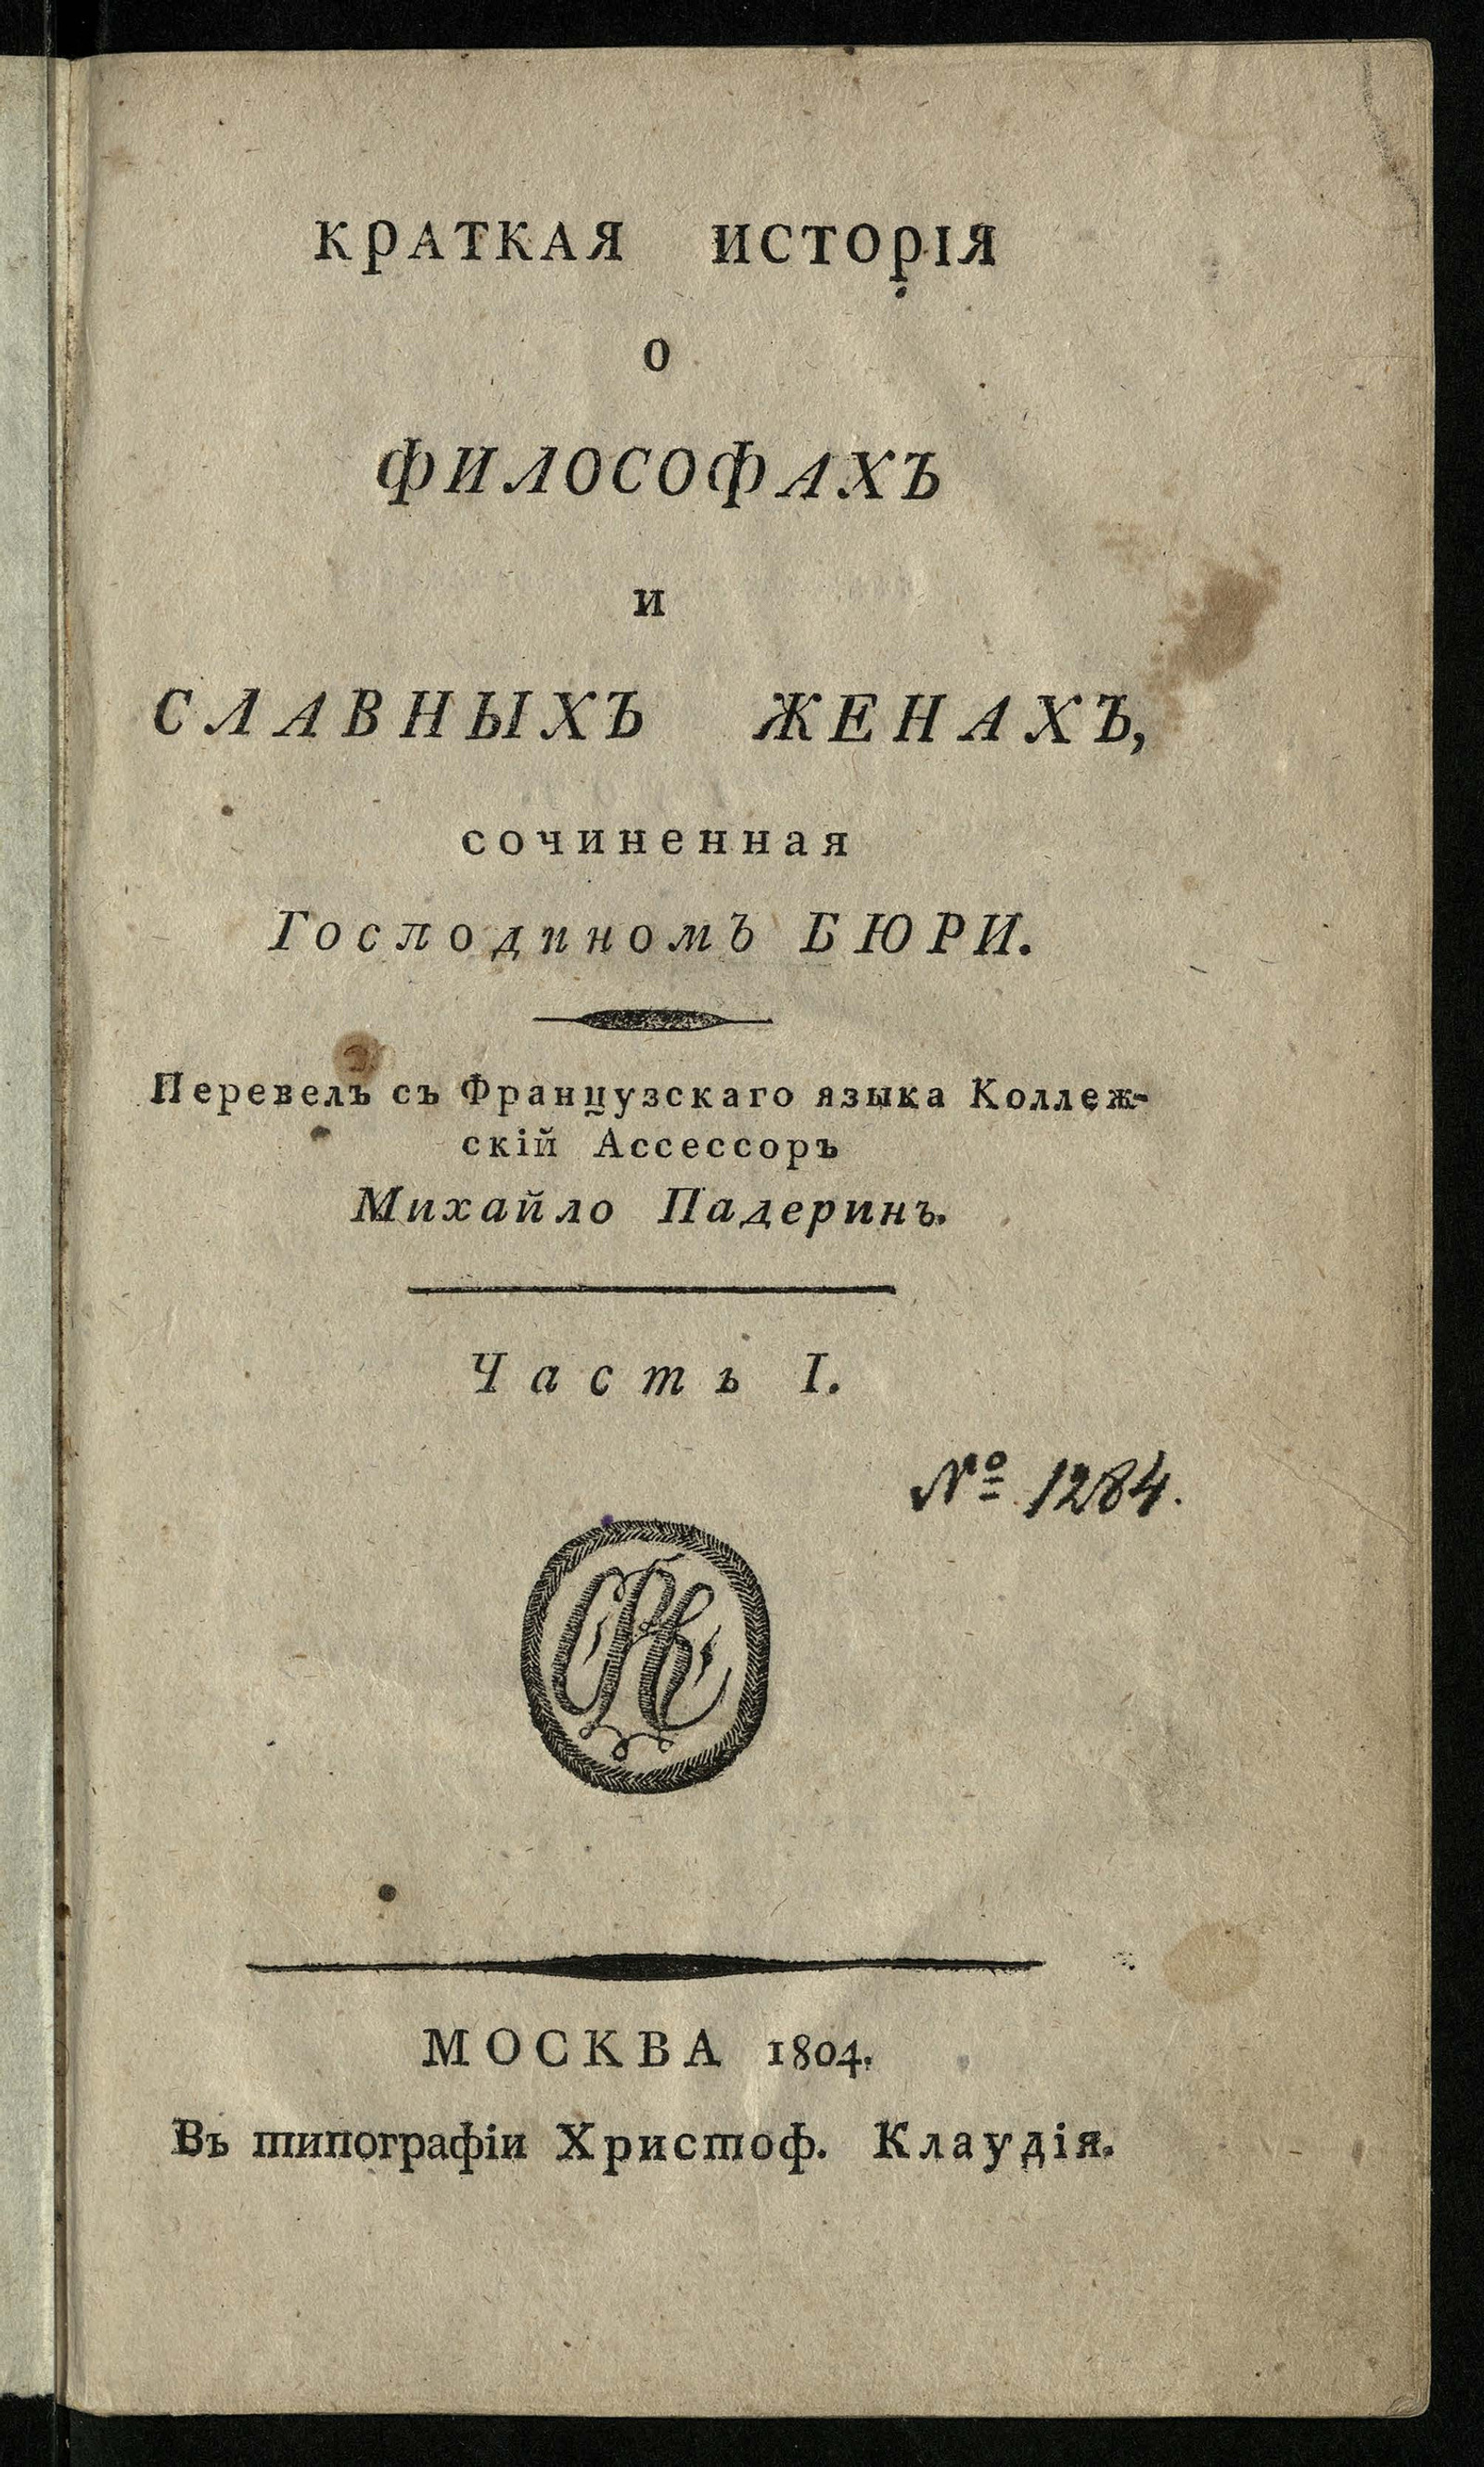 КРАТКАЯ ИСТОРІЯ
О
ФИЛОСОФАХЪ
И
СЛАВНЫХЪ ЖЕНАХЪ,
сочиненная
Господиномъ БЮРИ.
Перевелъ съ Французскаго языка Коллеж-
скій Ассессоръ
Михайло Падеринъ.
Часть I.
№ 1284.
МОСКВА 1804.
Въ типографіи Христоф. Клаудія.